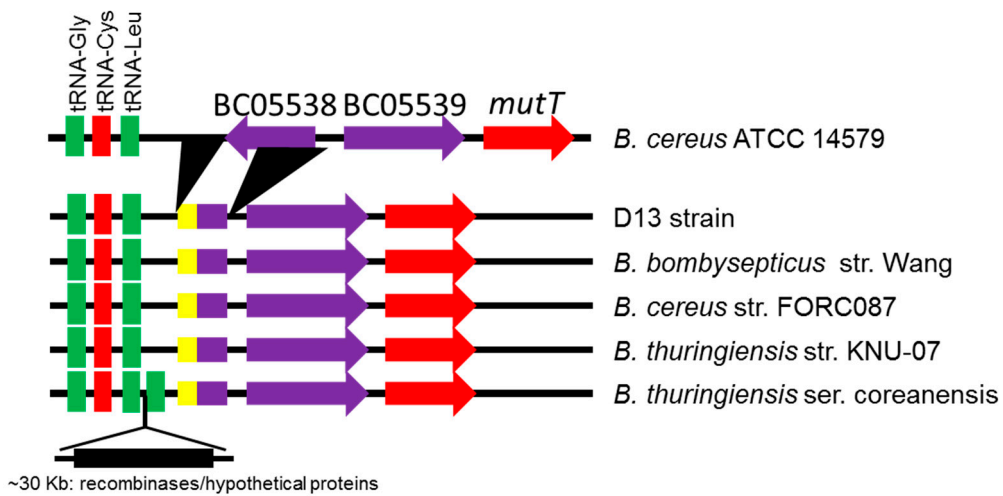 tRNA-Gly
tRNA-Cys
tRNA-Leu
BC05538 BC05539 mutT
B. cereus ATCC 14579
D13 strain
B. bombysepticus str. Wang
B. cereus str. FORC087
B. thuringiensis str. KNU-07
B. thuringiensis ser. coreanensis
~30 Kb: recombinases/hypothetical proteins